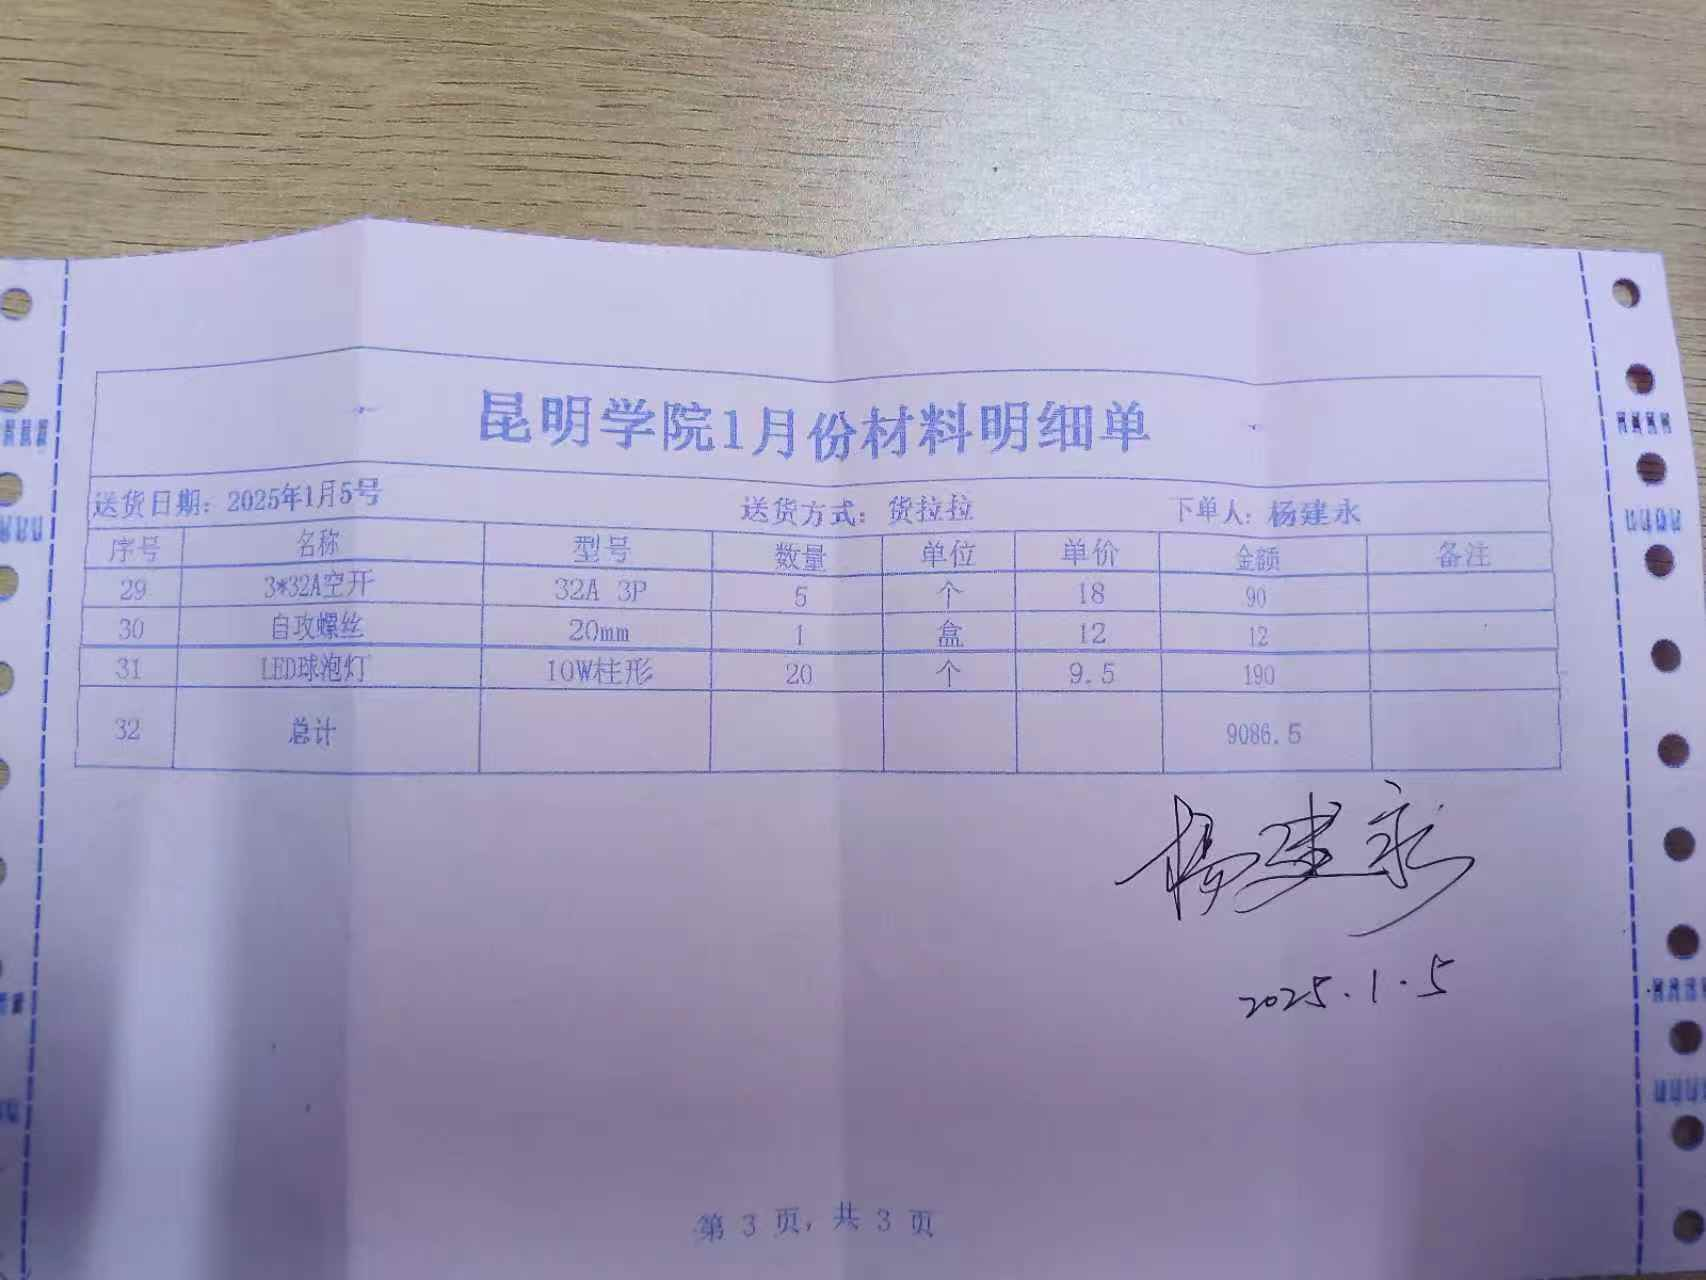 昆明学院1月份材料明细单
送货日期：2025年1月5号 送货方式：货拉拉 下单人：杨建永
序号 名称 型号 数量 单位 单价 金额 备注
29 3*32A空开 32A 3P 5 个 18 90
30 自攻螺丝 20mm 1 盒 12 12
31 LED球泡灯 10W柱形 20 个 9.5 190
32 总计 9086.5
杨建永
2025.1.5
第 3 页，共 3 页